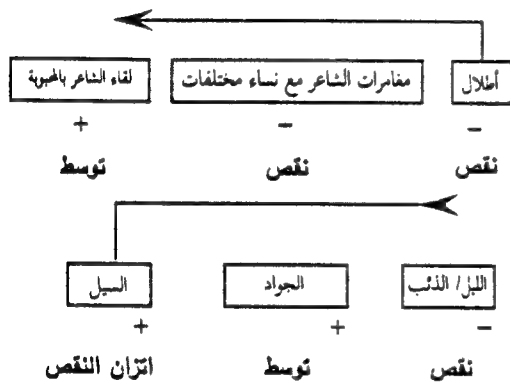 أطلال مغامرات الشاعر مع نساء مختلفات لقاء الشاعر بالمحبوبة
− − +
نقص نقص توسط
الليل/ الذئب الجواد السيل
− + +
نقص توسط اتزان النقص